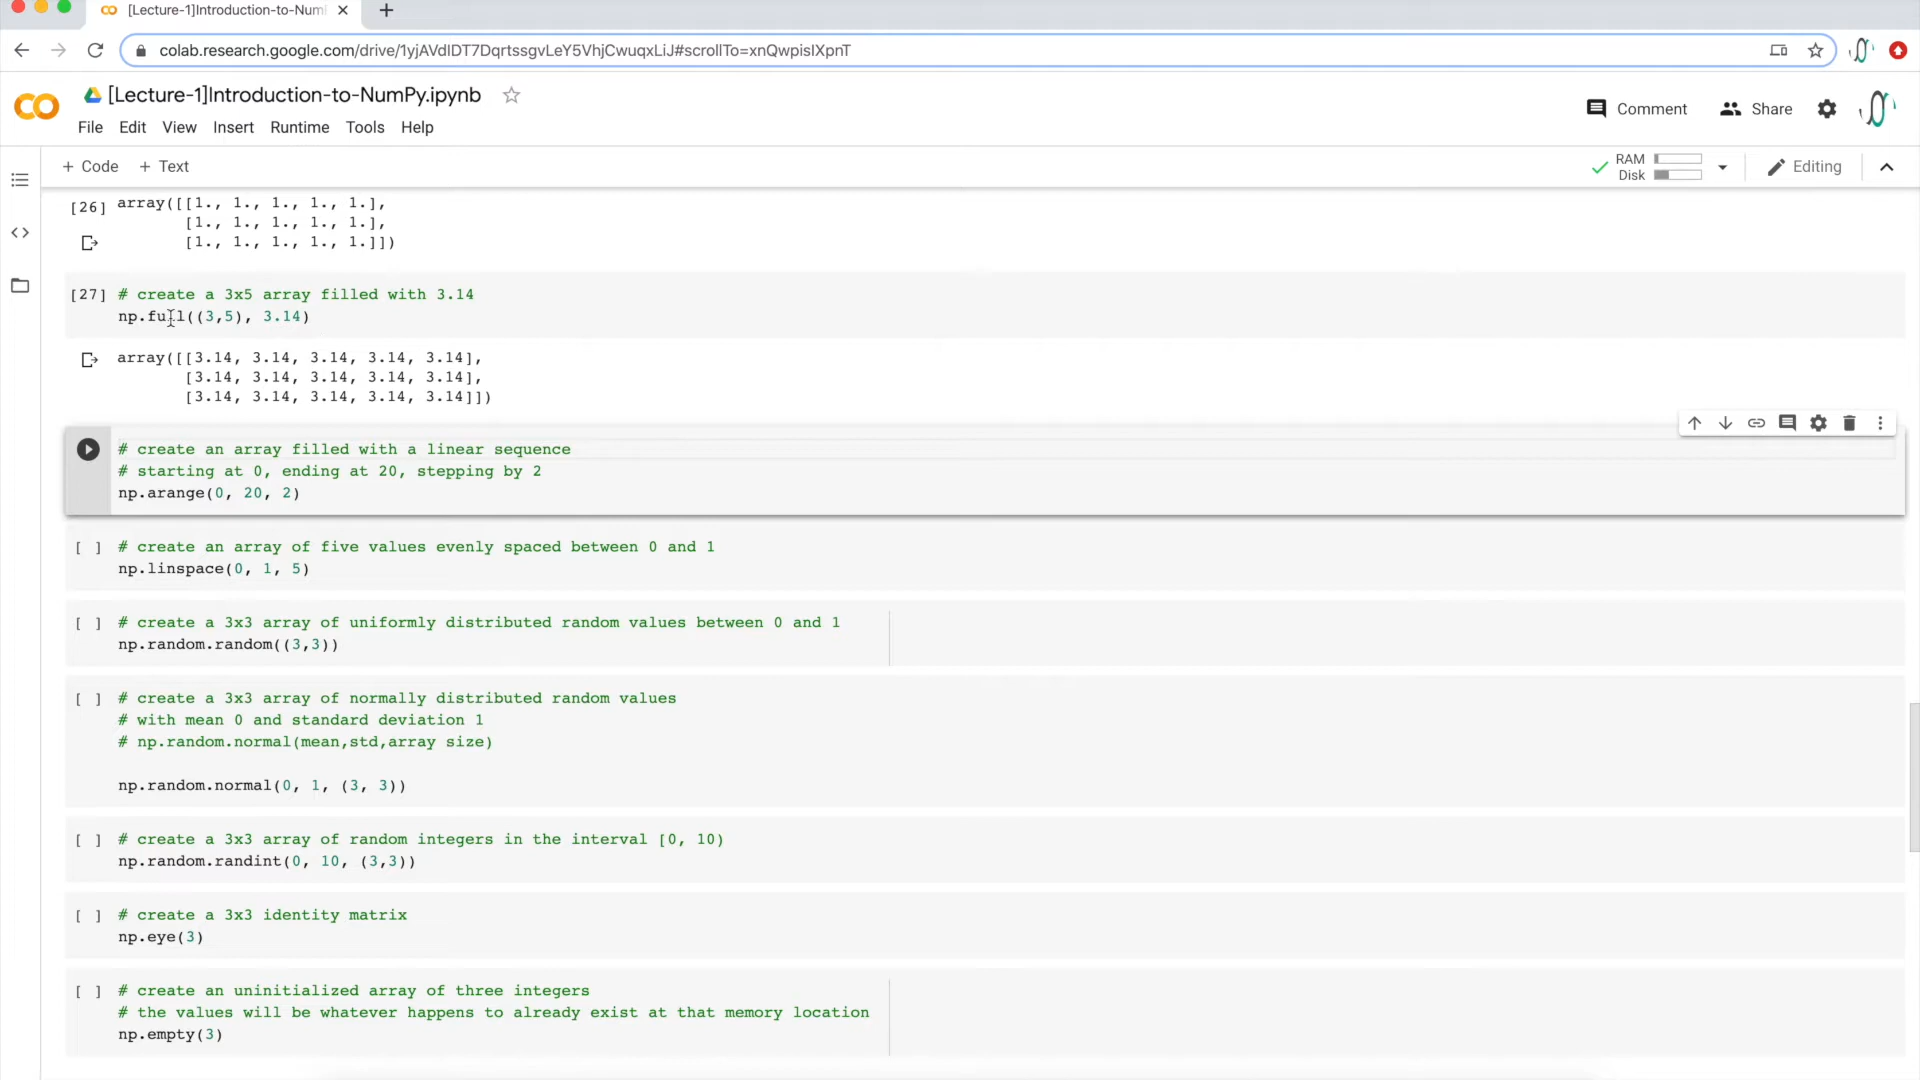 [Lecture-1]Introduction-to-NumI
colab.research.google.com/drive/1yjAVdIDT7DqrtssgvLeY5VhjCwuqxLiJ#scrollTo=xnQwpisIXpnT
[Lecture-1]Introduction-to-NumPy.ipynb
File Edit View Insert Runtime Tools Help
Comment Share
+ Code + Text
RAM
Disk
Editing
[26] array([[1., 1., 1., 1., 1.],
[1., 1., 1., 1., 1.],
[1., 1., 1., 1., 1.]])
[27] # create a 3x5 array filled with 3.14
np.full((3,5), 3.14)
array([[3.14, 3.14, 3.14, 3.14, 3.14],
[3.14, 3.14, 3.14, 3.14, 3.14],
[3.14, 3.14, 3.14, 3.14, 3.14]])
# create an array filled with a linear sequence
# starting at 0, ending at 20, stepping by 2
np.arange(0, 20, 2)
[ ] # create an array of five values evenly spaced between 0 and 1
np.linspace(0, 1, 5)
[ ] # create a 3x3 array of uniformly distributed random values between 0 and 1
np.random.random((3,3))
[ ] # create a 3x3 array of normally distributed random values
# with mean 0 and standard deviation 1
# np.random.normal(mean,std,array size)
np.random.normal(0, 1, (3, 3))
[ ] # create a 3x3 array of random integers in the interval [0, 10)
np.random.randint(0, 10, (3,3))
[ ] # create a 3x3 identity matrix
np.eye(3)
[ ] # create an uninitialized array of three integers
# the values will be whatever happens to already exist at that memory location
np.empty(3)